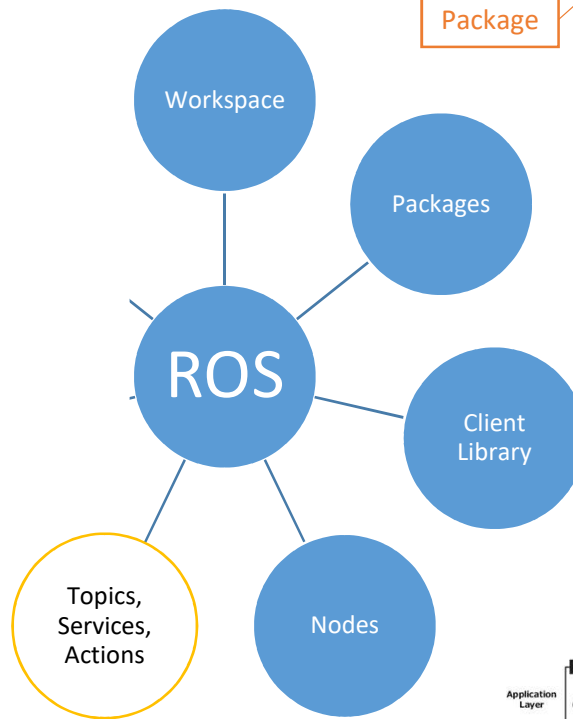 Package
Workspace
Packages
ROS
Client
Library
Topics,
Services,
Actions
Nodes
Application
Layer